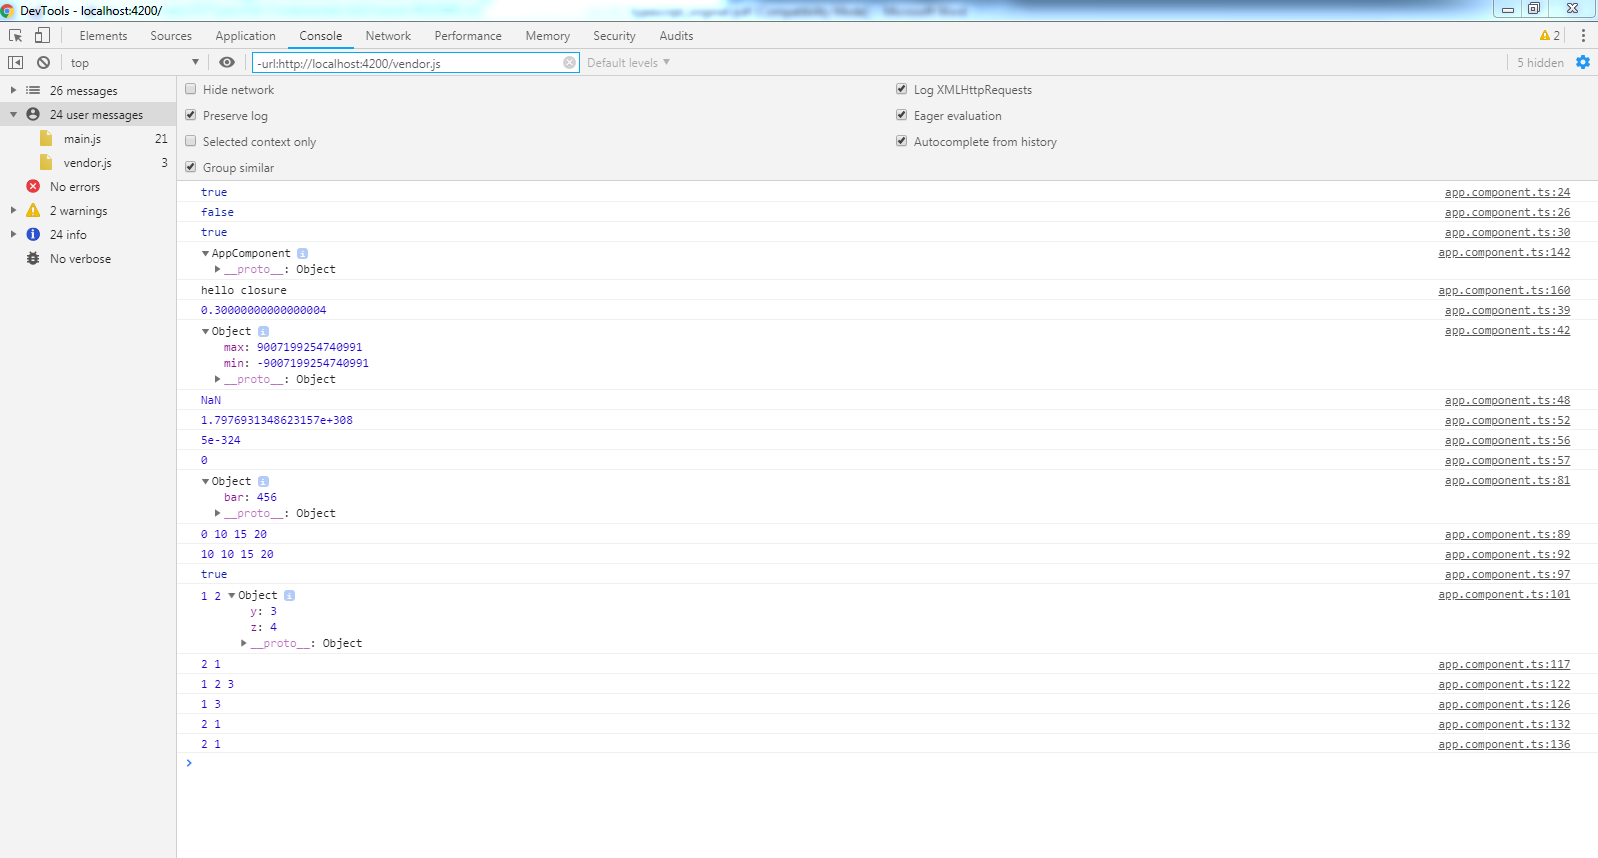 DevTools - localhost:4200/
Elements Sources Application Console Network Performance Memory Security Audits 2
top -url:http://localhost:4200/vendor.js Default levels 5 hidden
26 messages
24 user messages
main.js 21
vendor.js 3
No errors
2 warnings
24 info
No verbose
Hide network Log XMLHttpRequests
Preserve log Eager evaluation
Selected context only Autocomplete from history
Group similar
true app.component.ts:24
false app.component.ts:26
true app.component.ts:30
AppComponent app.component.ts:142
__proto__: Object
hello closure app.component.ts:160
0.30000000000000004 app.component.ts:39
Object app.component.ts:42
max: 9007199254740991
min: -9007199254740991
__proto__: Object
NaN app.component.ts:48
1.7976931348623157e+308 app.component.ts:52
5e-324 app.component.ts:56
0 app.component.ts:57
Object app.component.ts:81
bar: 456
__proto__: Object
0 10 15 20 app.component.ts:89
10 10 15 20 app.component.ts:92
true app.component.ts:97
1 2 Object app.component.ts:101
y: 3
z: 4
__proto__: Object
2 1 app.component.ts:117
1 2 3 app.component.ts:122
1 3 app.component.ts:126
2 1 app.component.ts:132
2 1 app.component.ts:136